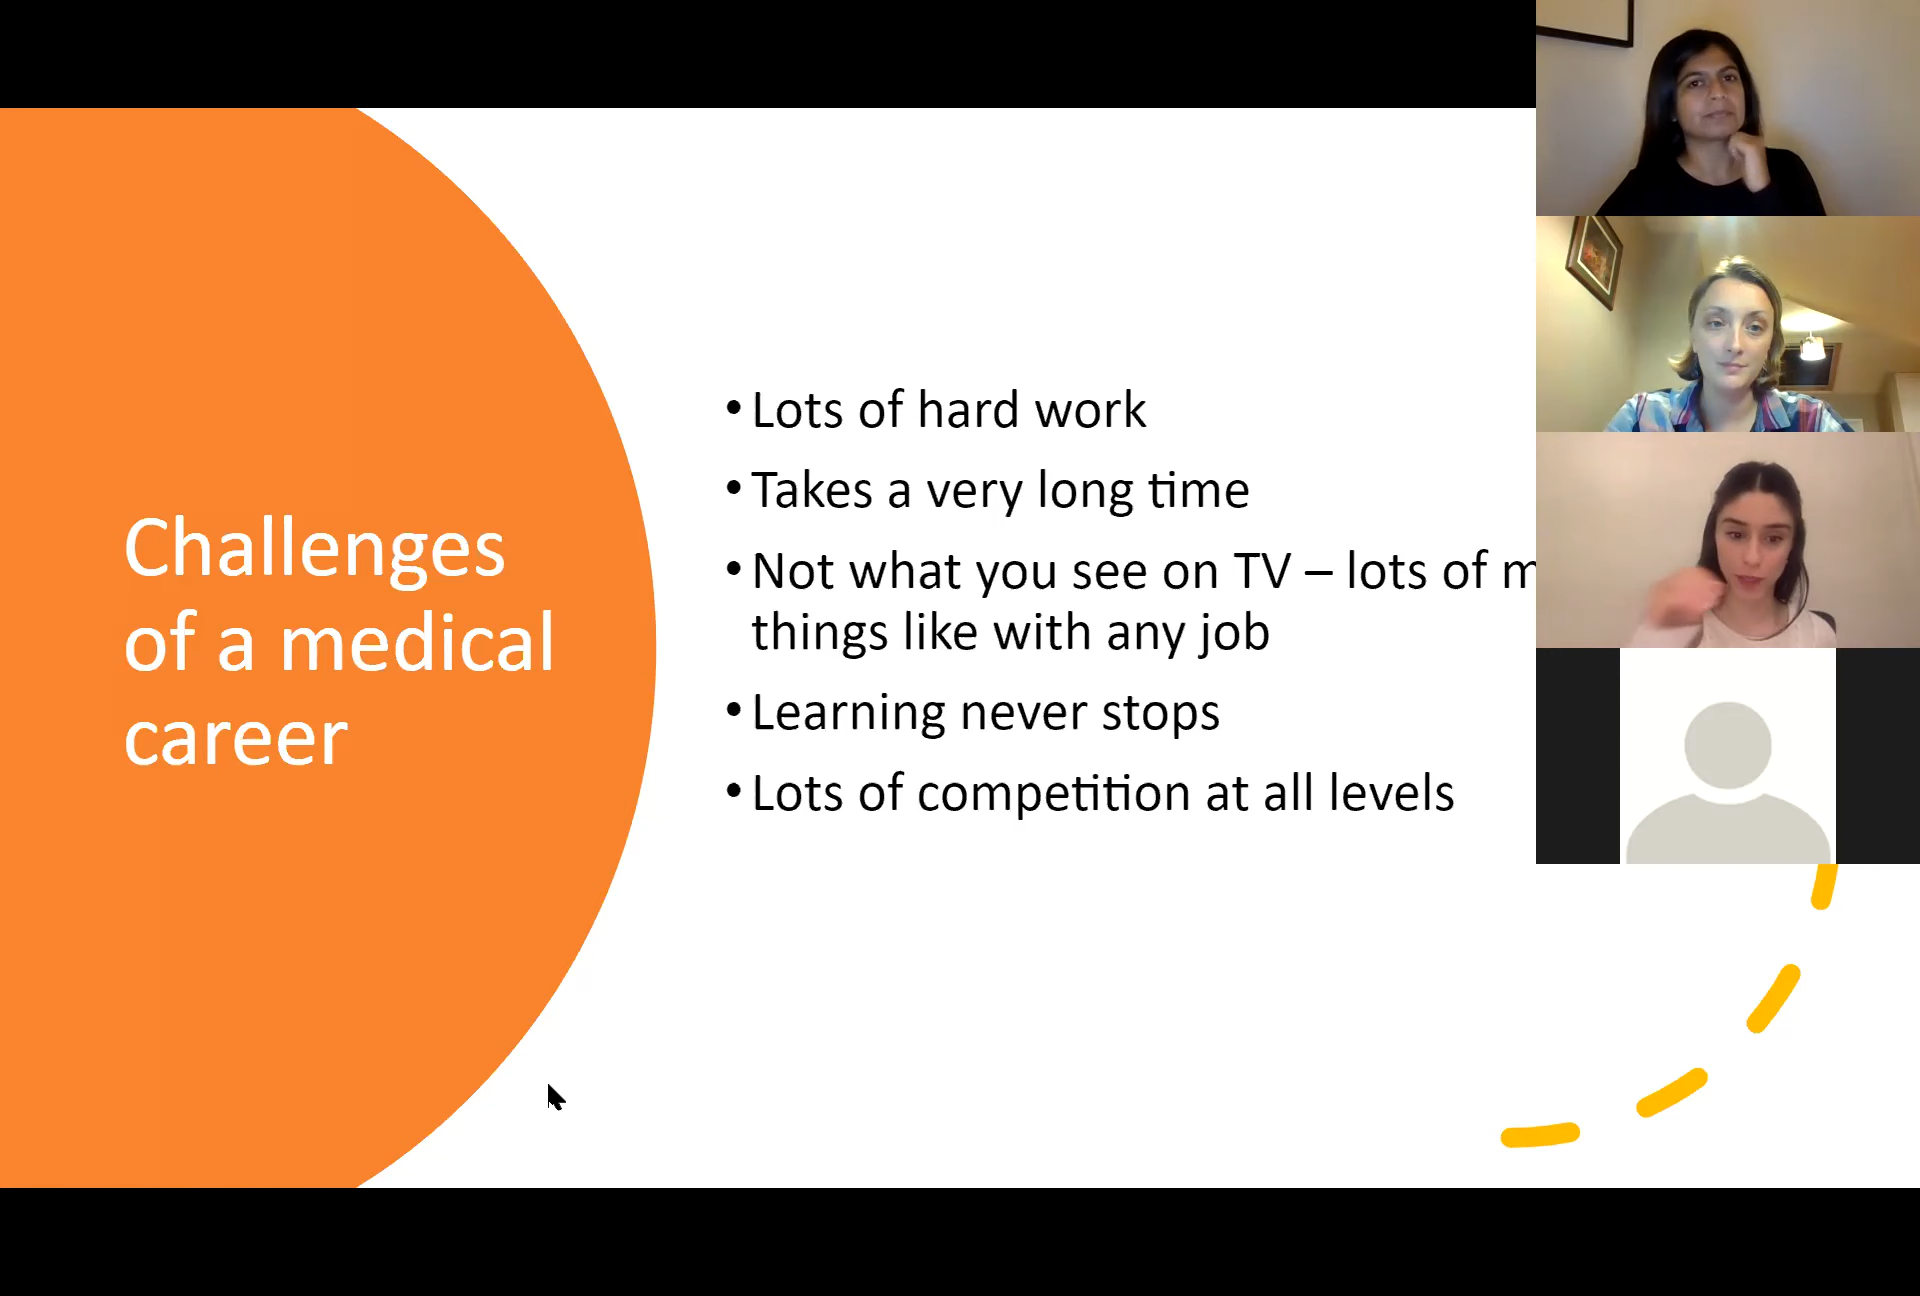 Challenges
of a medical
career
• Lots of hard work
• Takes a very long time
• Not what you see on TV – lots of
things like with any job
• Learning never stops
• Lots of competition at all levels